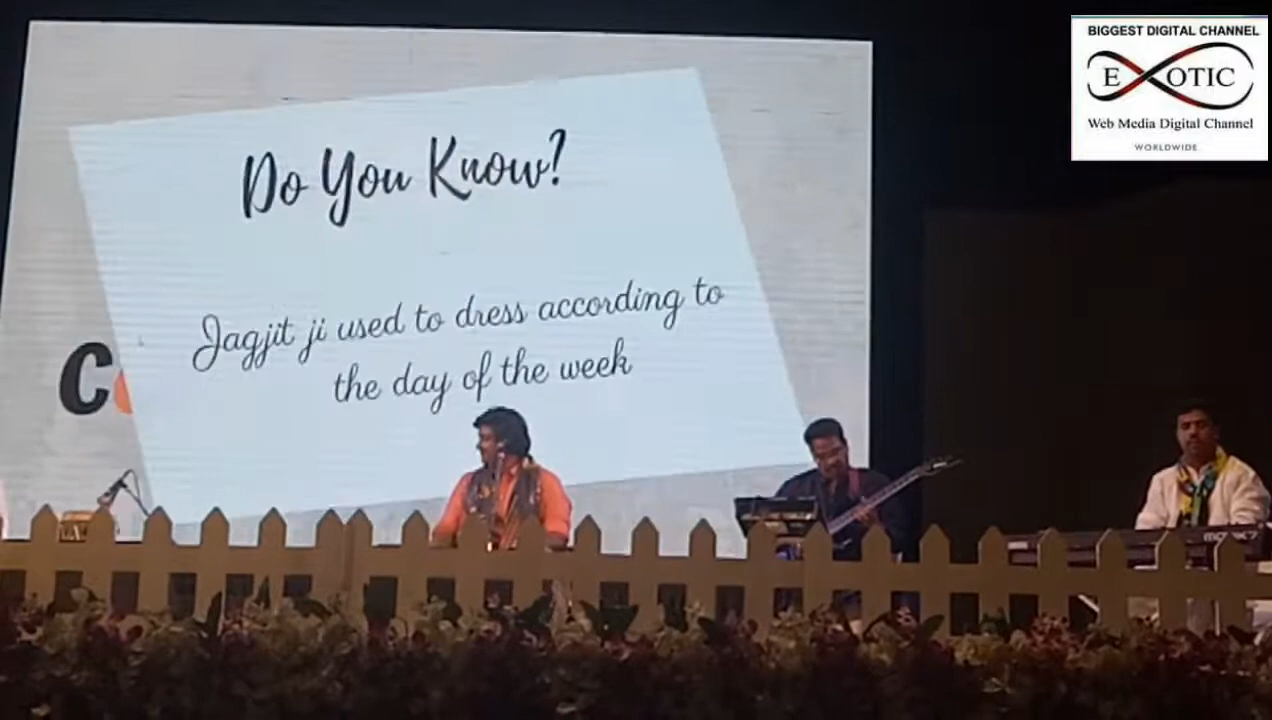 BIGGEST DIGITAL CHANNEL
EXOTIC
Web Media Digital Channel
WORLDWIDE
Do You Know?
Jagjit ji used to dress according to
the day of the week
C